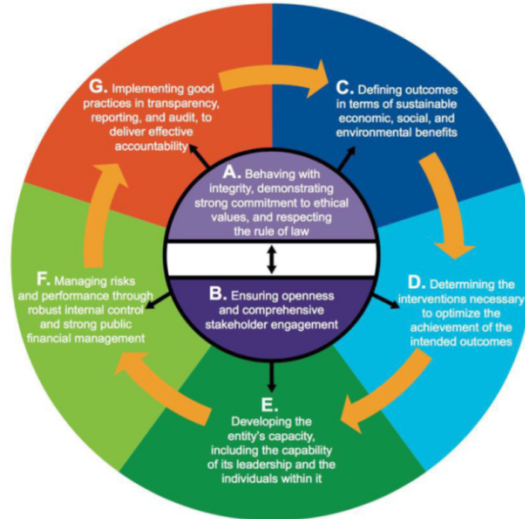 G. Implementing good
practices in transparency,
reporting, and audit, to
deliver effective
accountability
C. Defining outcomes
in terms of sustainable
economic, social, and
environmental benefits
A. Behaving with
integrity, demonstrating
strong commitment to ethical
values, and respecting
the rule of law
B. Ensuring openness
and comprehensive
stakeholder engagement
D. Determining the
interventions necessary
to optimize the
achievement of the
intended outcomes
E.
Developing the
entity's capacity,
including the capability
of its leadership and the
individuals within it
F. Managing risks
and performance through
robust internal control
and strong public
financial management